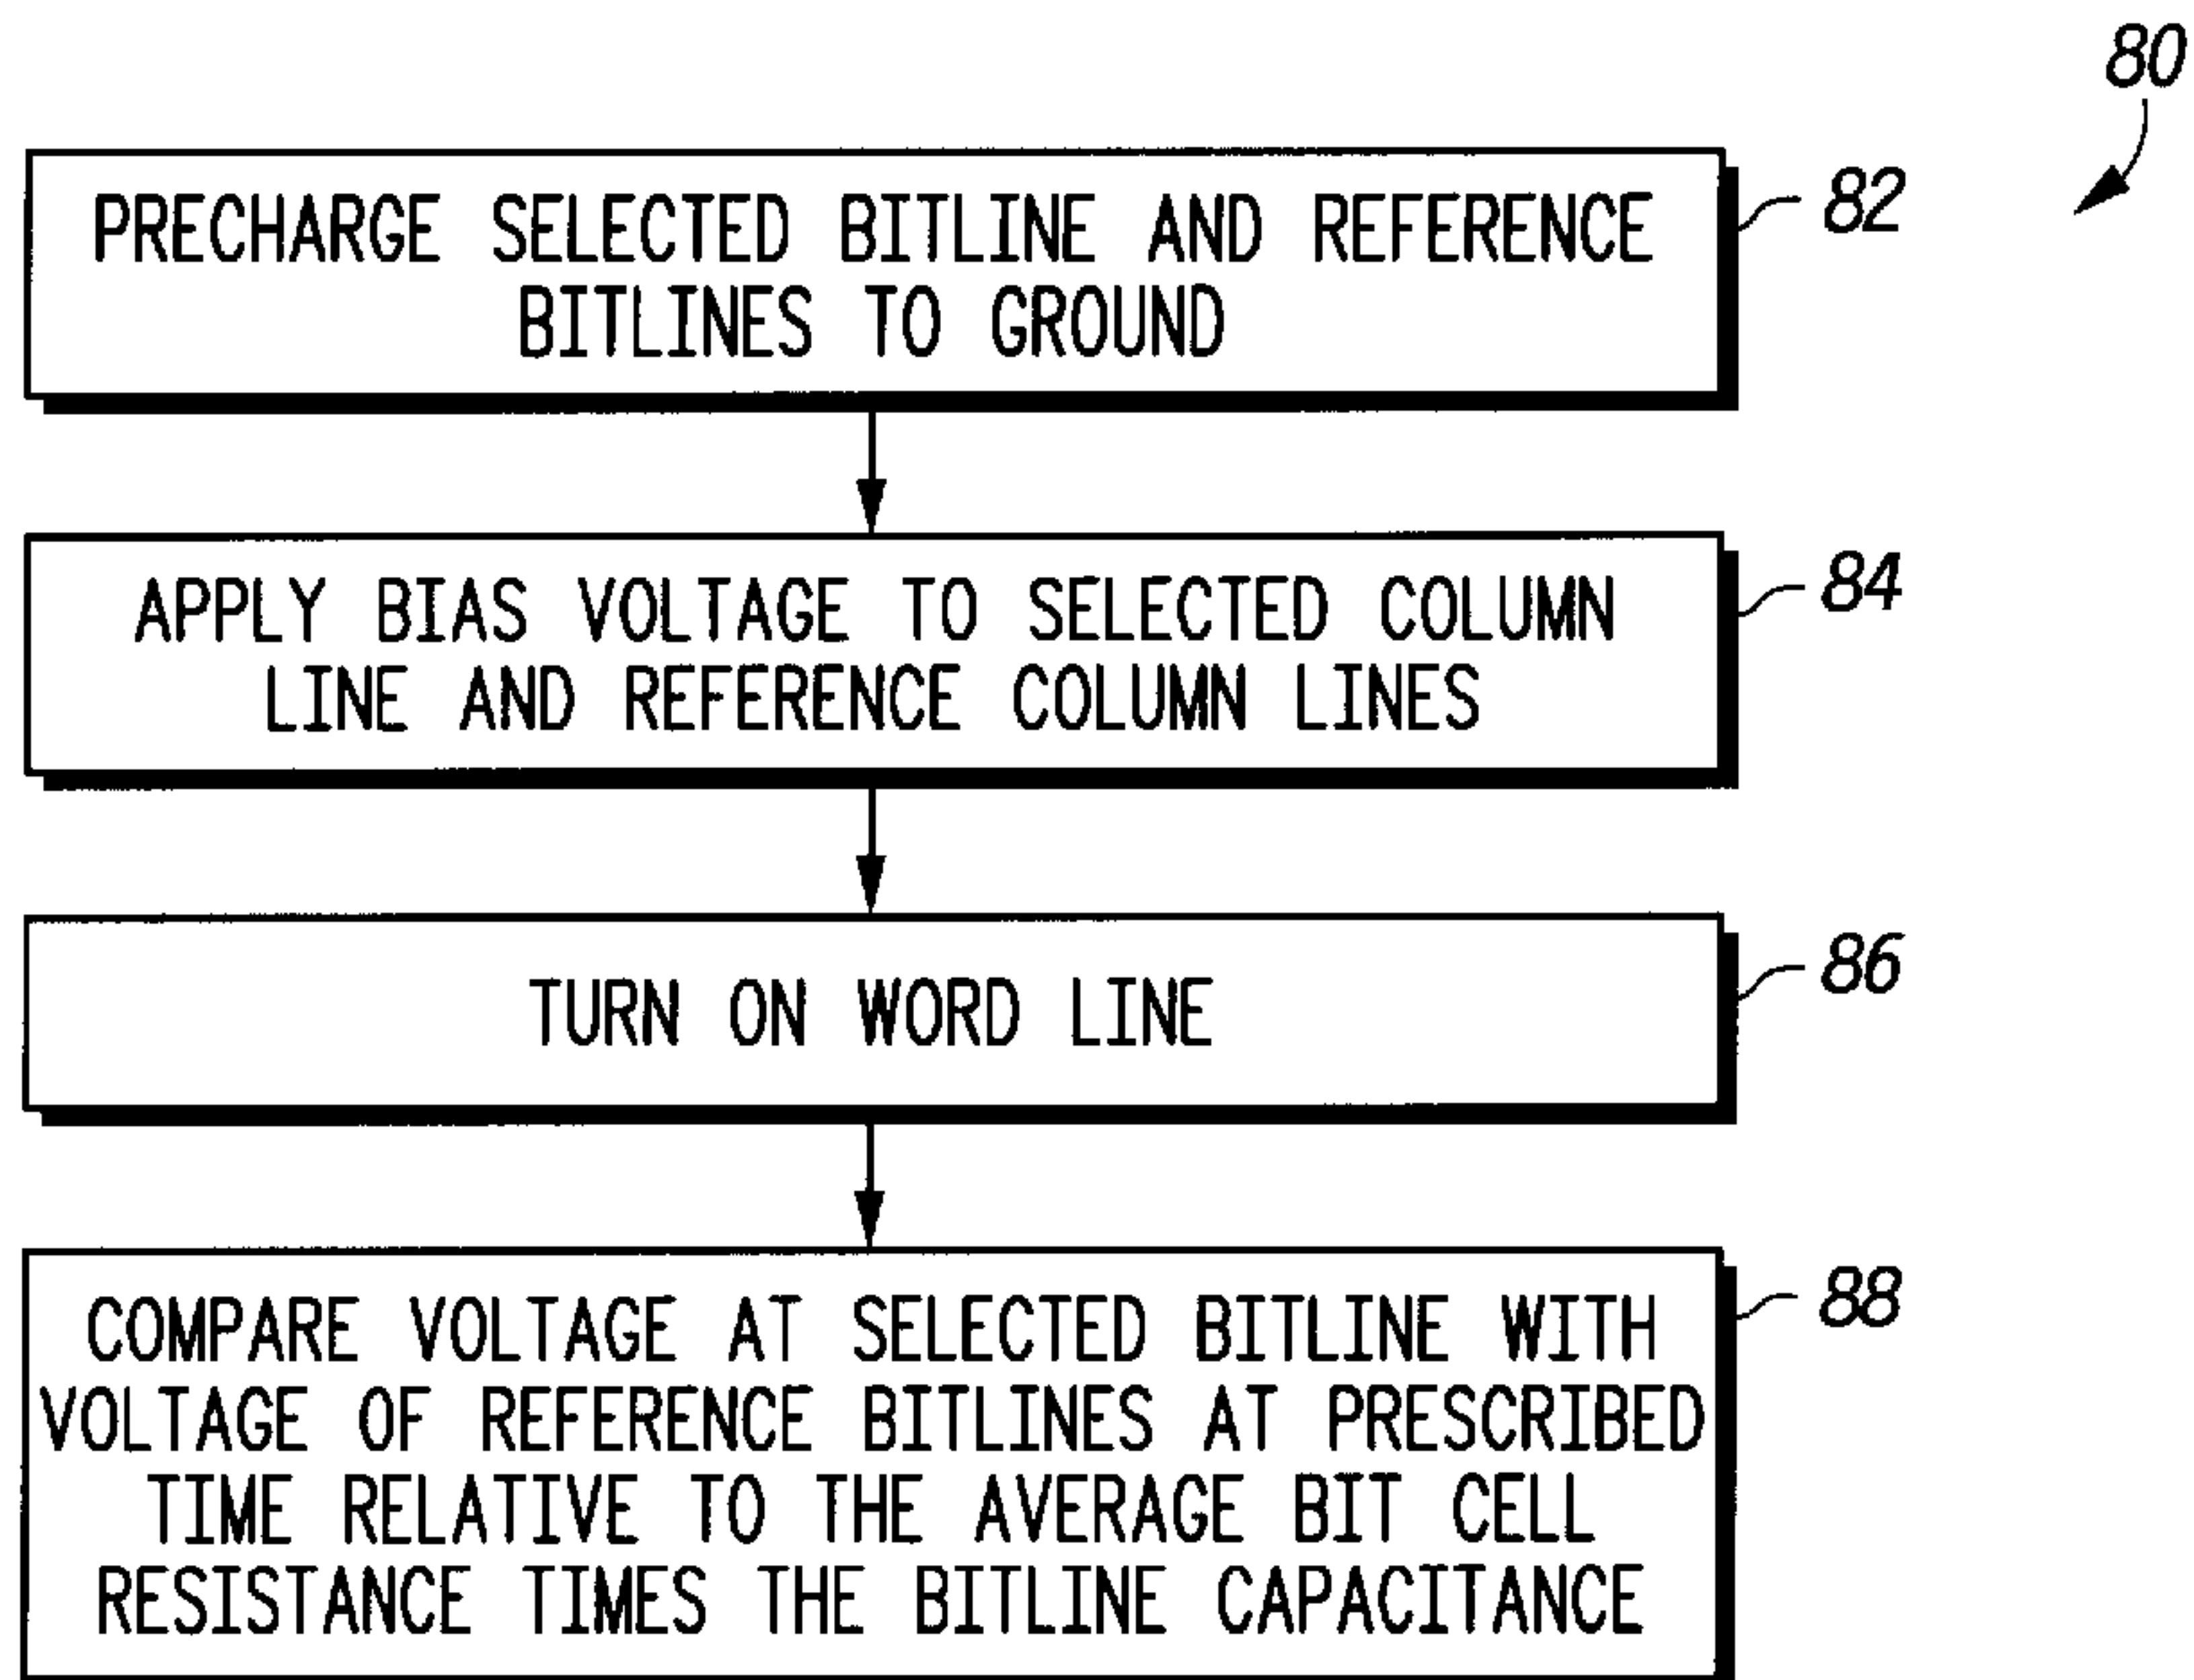 80
PRECHARGE SELECTED BITLINE AND REFERENCE
BITLINES TO GROUND
82
APPLY BIAS VOLTAGE TO SELECTED COLUMN
LINE AND REFERENCE COLUMN LINES
84
TURN ON WORD LINE
86
COMPARE VOLTAGE AT SELECTED BITLINE WITH
VOLTAGE OF REFERENCE BITLINES AT PRESCRIBED
TIME RELATIVE TO THE AVERAGE BIT CELL
RESISTANCE TIMES THE BITLINE CAPACITANCE
88